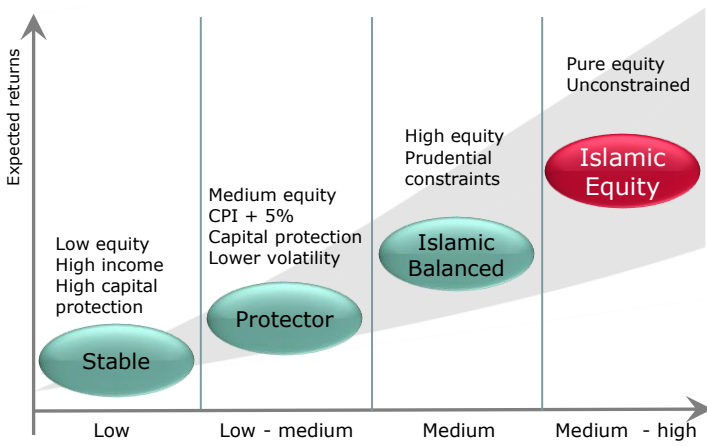 Expected returns
Pure equity
Unconstrained
Islamic
Equity
High equity
Prudential
constraints
Islamic
Balanced
Medium equity
CPI + 5%
Capital protection
Lower volatility
Protector
Low equity
High income
High capital
protection
Stable
Low
Low - medium
Medium
Medium - high